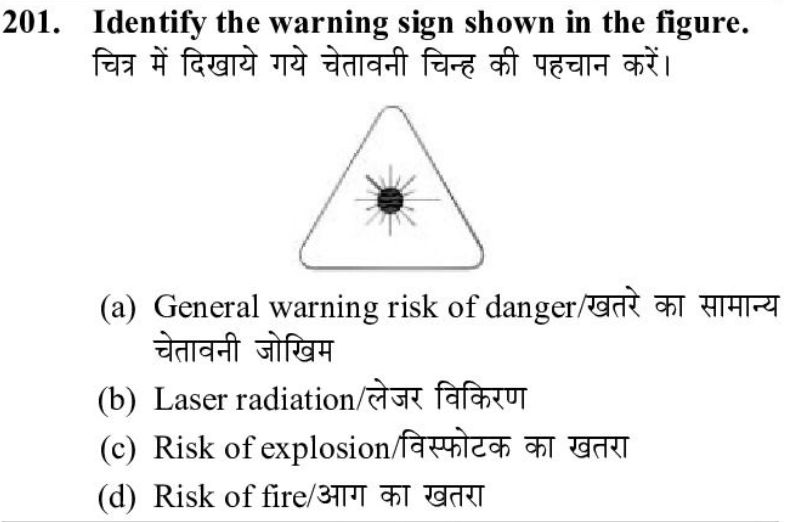 201. Identify the warning sign shown in the figure.
चित्र में दिखाये गये चेतावनी चिन्ह की पहचान करें।
(a) General warning risk of danger/खतरे का सामान्य
चेतावनी जोखिम
(b) Laser radiation/लेजर विकिरण
(c) Risk of explosion/विस्फोटक का खतरा
(d) Risk of fire/आग का खतरा